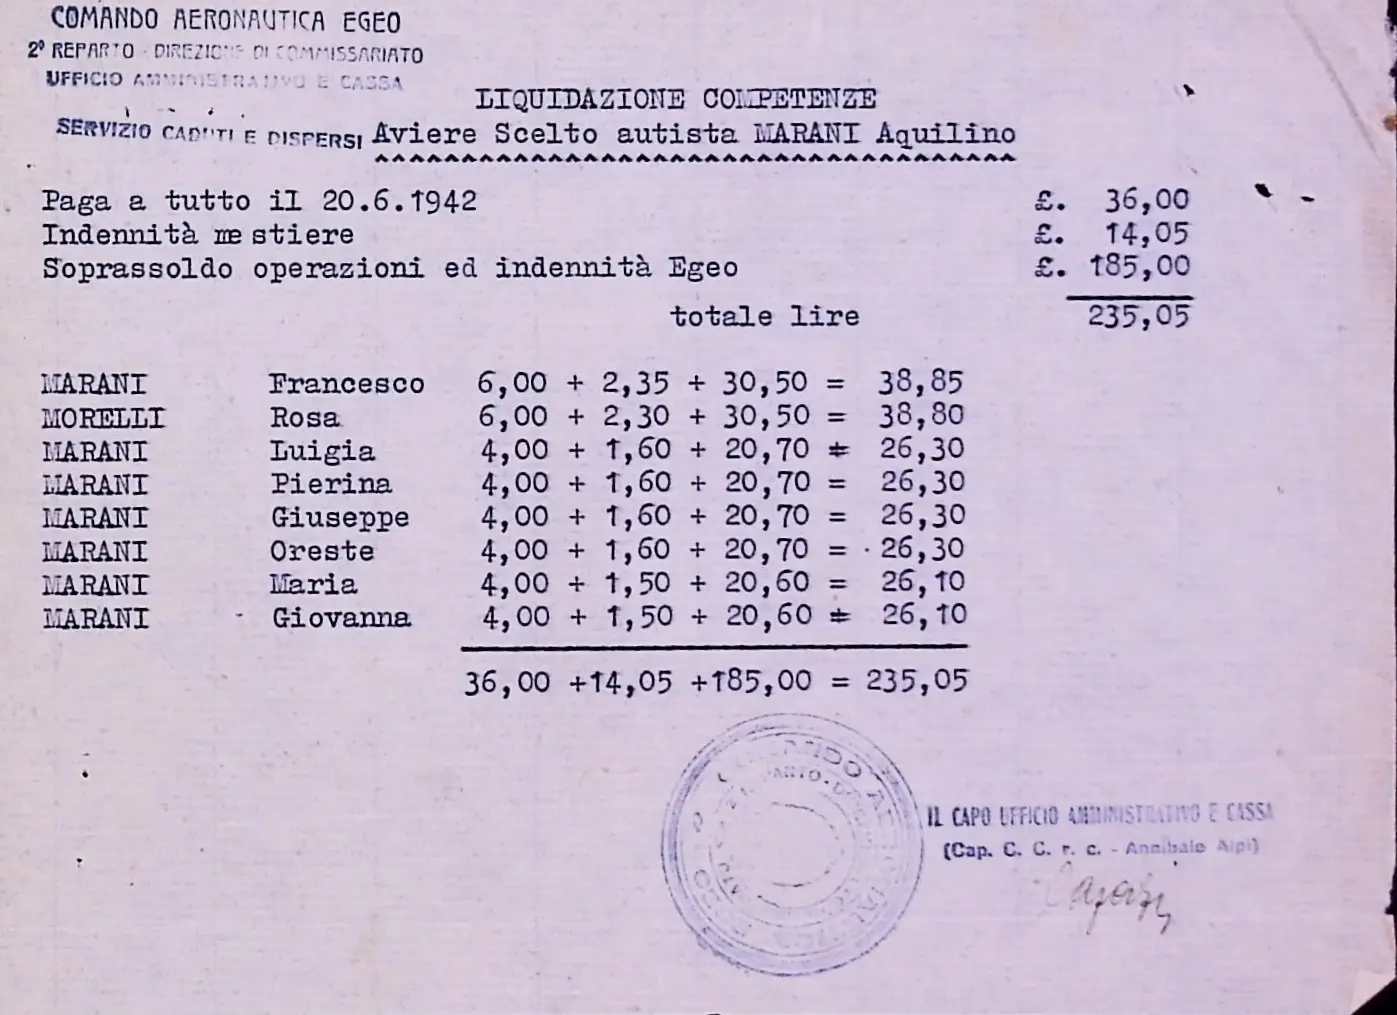 COMANDO AERONAUTICA EGEO
2º REPARTO - DIREZIONE DI COMMISSARIATO
UFFICIO AMMINISTRATIVO E CASSA
SERVIZIO CADUTI E DISPERSI
LIQUIDAZIONE COMPETENZE
Aviere Scelto autista MARANI Aquilino
^^^^^^^^^^^^^^^^^^^^^^^^^^^^^^^^^^^^^^^^^^^^
Paga a tutto il 20.6.1942 £. 36,00
Indennità me stiere £. 14,05
Soprassoldo operazioni ed indennità Egeo £. 185,00
totale lire 235,05
MARANI Francesco 6,00 + 2,35 + 30,50 = 38,85
MORELLI Rosa 6,00 + 2,30 + 30,50 = 38,80
MARANI Luigia 4,00 + 1,60 + 20,70 = 26,30
MARANI Pierina 4,00 + 1,60 + 20,70 = 26,30
MARANI Giuseppe 4,00 + 1,60 + 20,70 = 26,30
MARANI Oreste 4,00 + 1,60 + 20,70 = 26,30
MARANI Maria 4,00 + 1,50 + 20,60 = 26,10
MARANI - Giovanna 4,00 + 1,50 + 20,60 = 26,10
36,00 +14,05 +185,00 = 235,05
IL CAPO UFFICIO AMMINISTRATIVO E CASSA
(Cap. C. C. r. c. - Annibale Alpi)